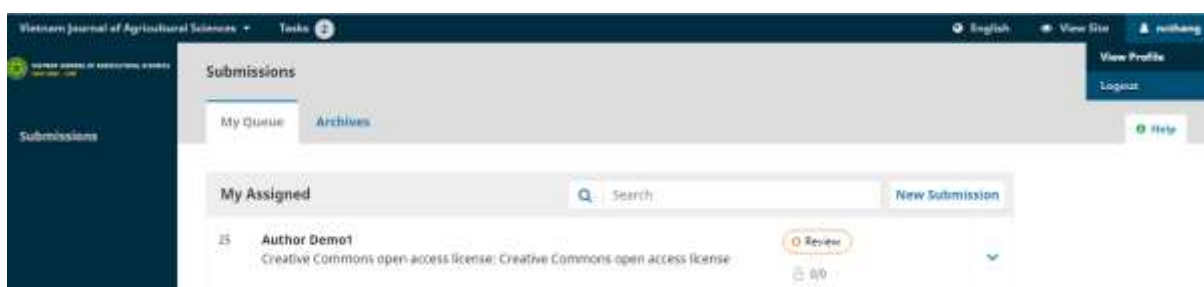 Vietnam Journal of Agricultural Sciences
Tasks 2
English
View Site
View Profile
Logout
Submissions
My Queue
Archives
Help
Submissions
My Assigned
Search
New Submission
25
Author Demo1
Review
Creative Commons open access license: Creative Commons open access license
0/0